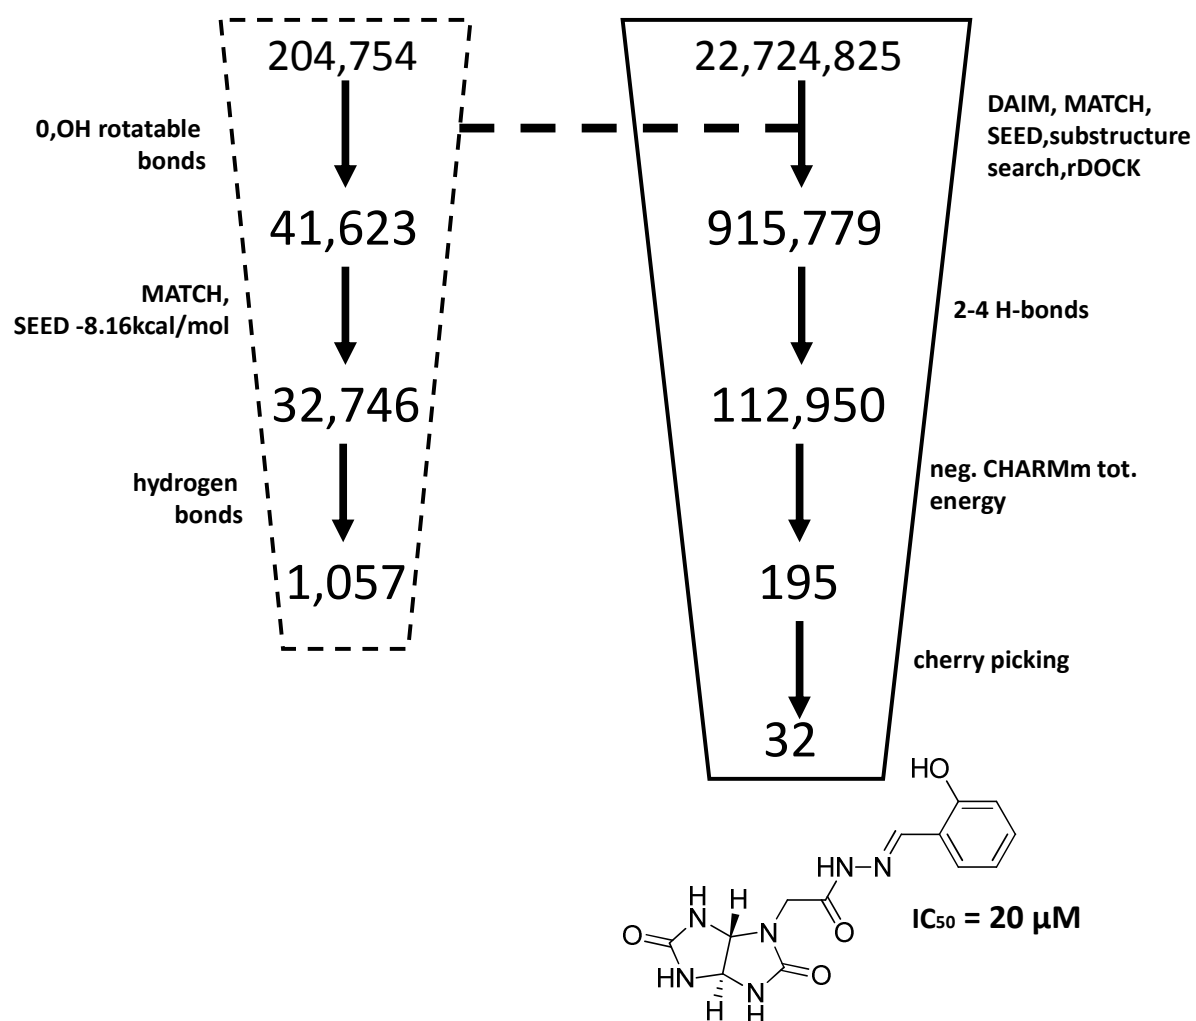 204,754
0,OH rotatable
bonds
41,623
MATCH,
SEED -8.16kcal/mol
32,746
hydrogen
bonds
1,057
22,724,825
DAIM, MATCH,
SEED,substructure
search,rDOCK
915,779
2-4 H-bonds
112,950
neg. CHARMm tot.
energy
195
cherry picking
32
HO
HN
N
H
N
H
N
O
O
HN
N
H
O
H
IC₅₀ = 20 µM